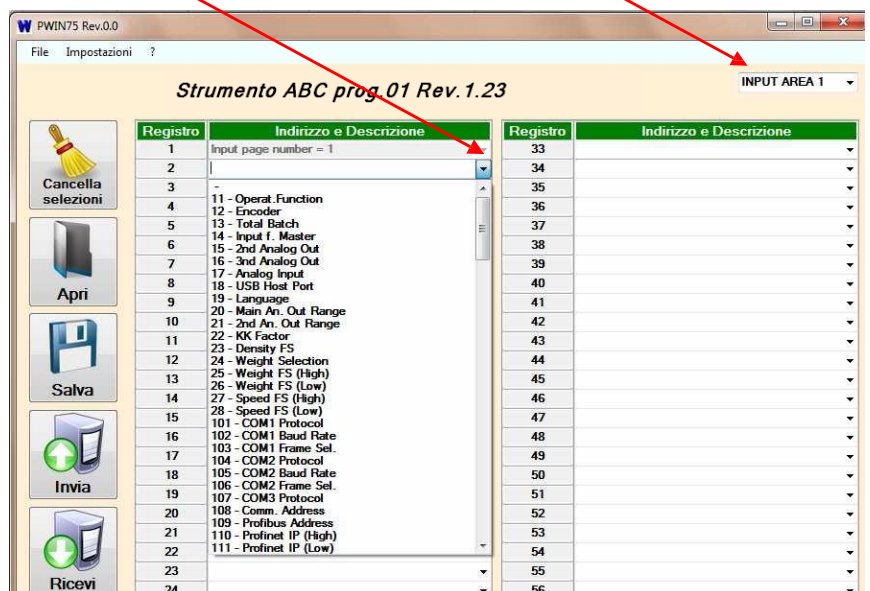 PWIN75 Rev.0.0
File Impostazioni ?
Strumento ABC prog.01 Rev.1.23
INPUT AREA 1
Cancella
selezioni
Apri
Salva
Invia
Ricevi
Registro Indirizzo e Descrizione
1 Input page number = 1
2
3
4
5
6
7
8
9
10
11
12
13
14
15
16
17
18
19
20
21
22
23
24
-
11 - Operat.Function
12 - Encoder
13 - Total Batch
14 - Input f. Master
15 - 2nd Analog Out
16 - 3nd Analog Out
17 - Analog Input
18 - USB Host Port
19 - Language
20 - Main An. Out Range
21 - 2nd An. Out Range
22 - KK Factor
23 - Density FS
24 - Weight Selection
25 - Weight FS (High)
26 - Weight FS (Low)
27 - Speed FS (High)
28 - Speed FS (Low)
101 - COM1 Protocol
102 - COM1 Baud Rate
103 - COM1 Frame Sel.
104 - COM2 Protocol
105 - COM2 Baud Rate
106 - COM2 Frame Sel.
107 - COM3 Protocol
108 - Comm. Address
109 - Profibus Address
110 - Profinet IP (High)
111 - Profinet IP (Low)
Registro Indirizzo e Descrizione
33
34
35
36
37
38
39
40
41
42
43
44
45
46
47
48
49
50
51
52
53
54
55
56